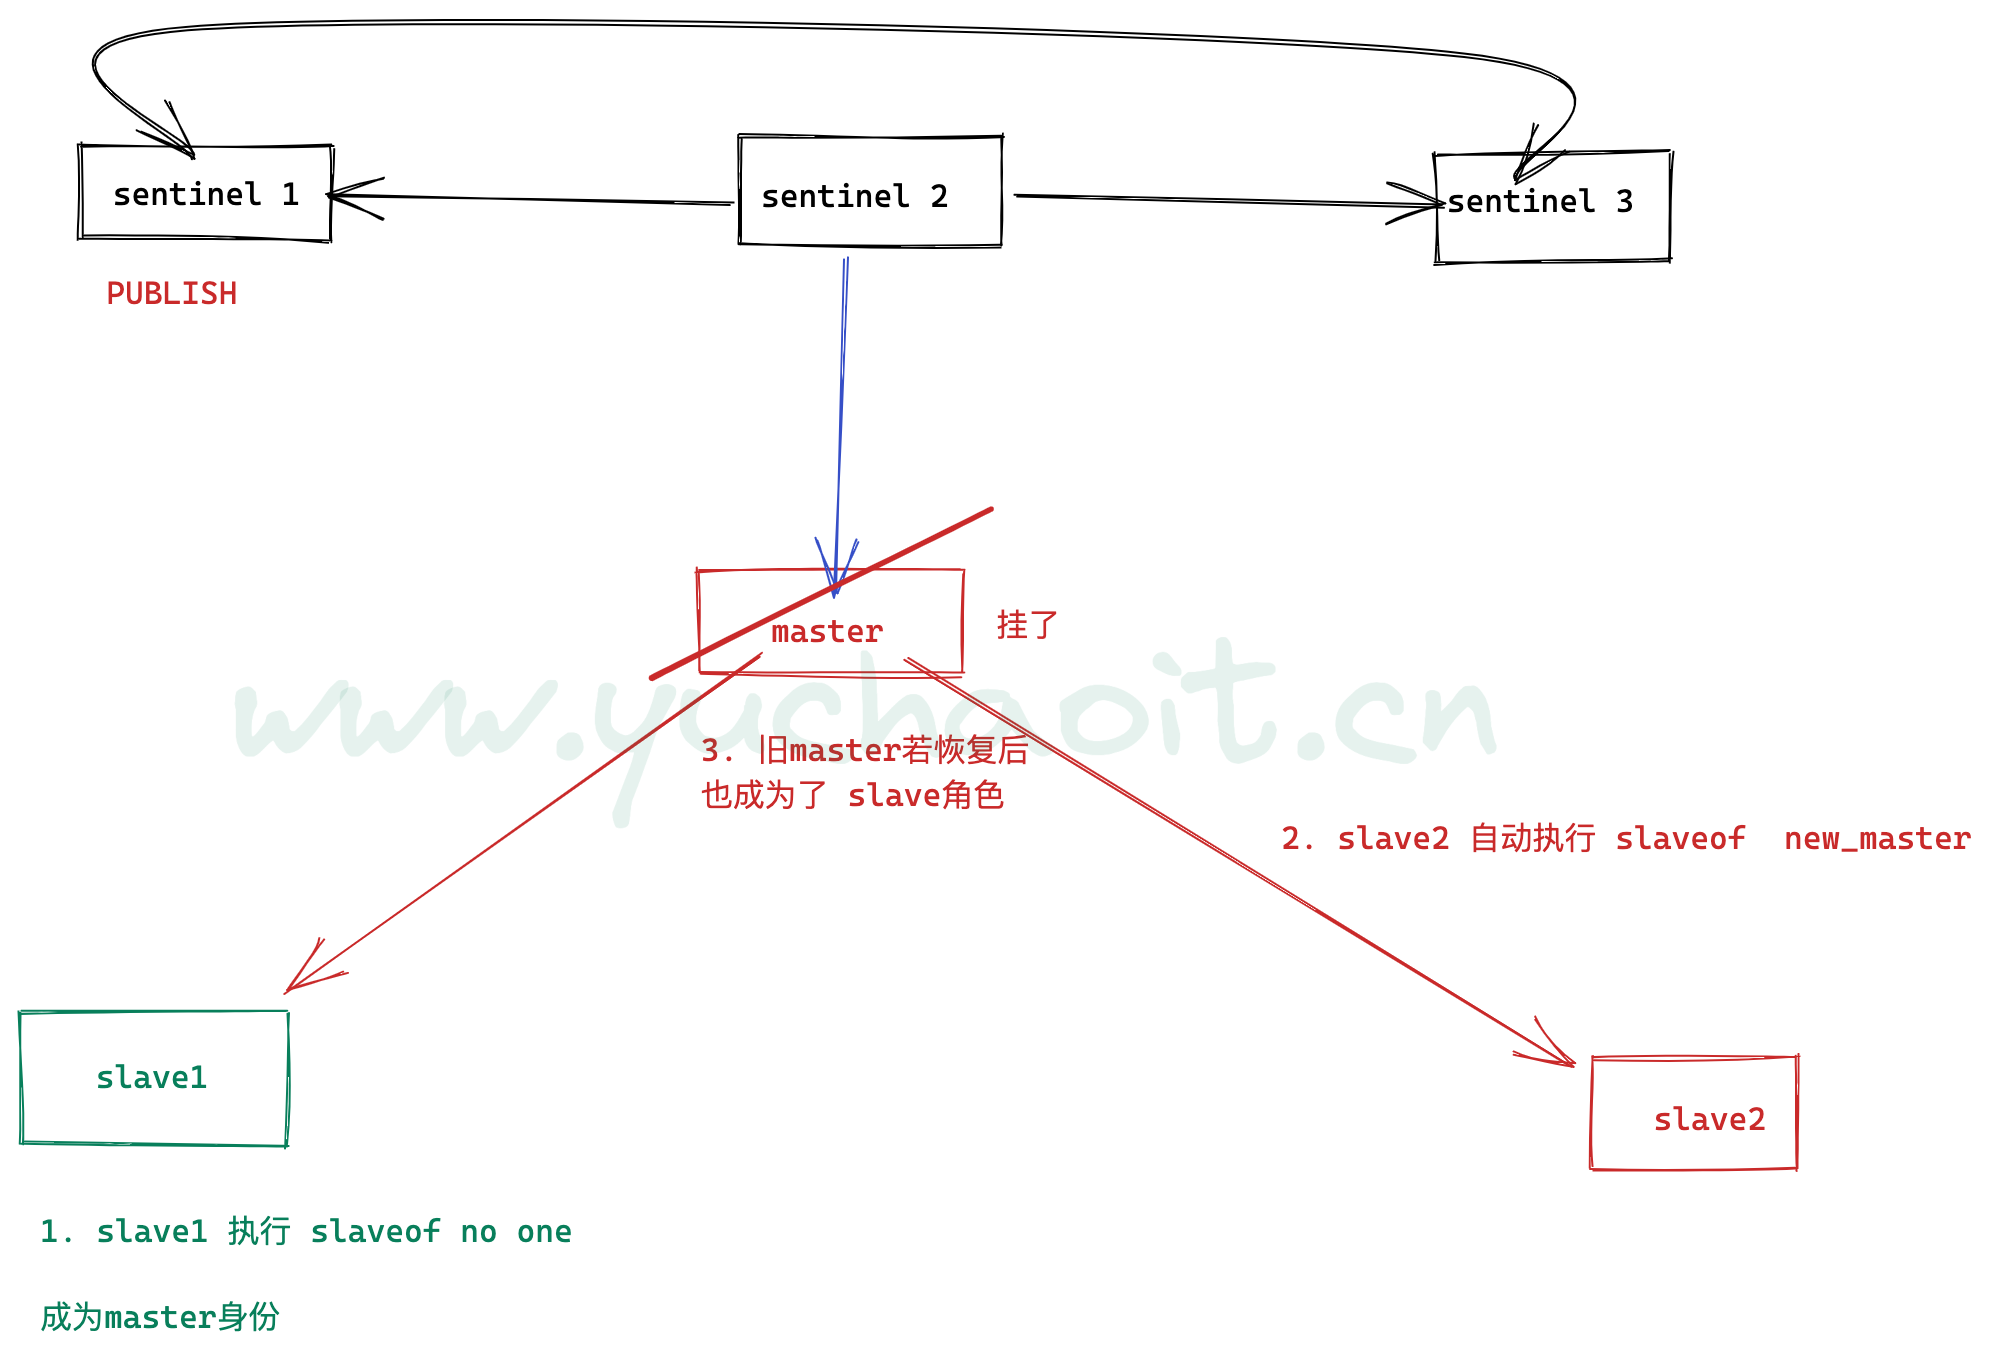 sentinel 1
sentinel 2
sentinel 3
PUBLISH
master
挂了
www.yuchaoit.cn
3. 旧master若恢复后
也成为了 slave角色
2. slave2 自动执行 slaveof  new_master
slave1
slave2
1. slave1 执行 slaveof no one
成为master身份